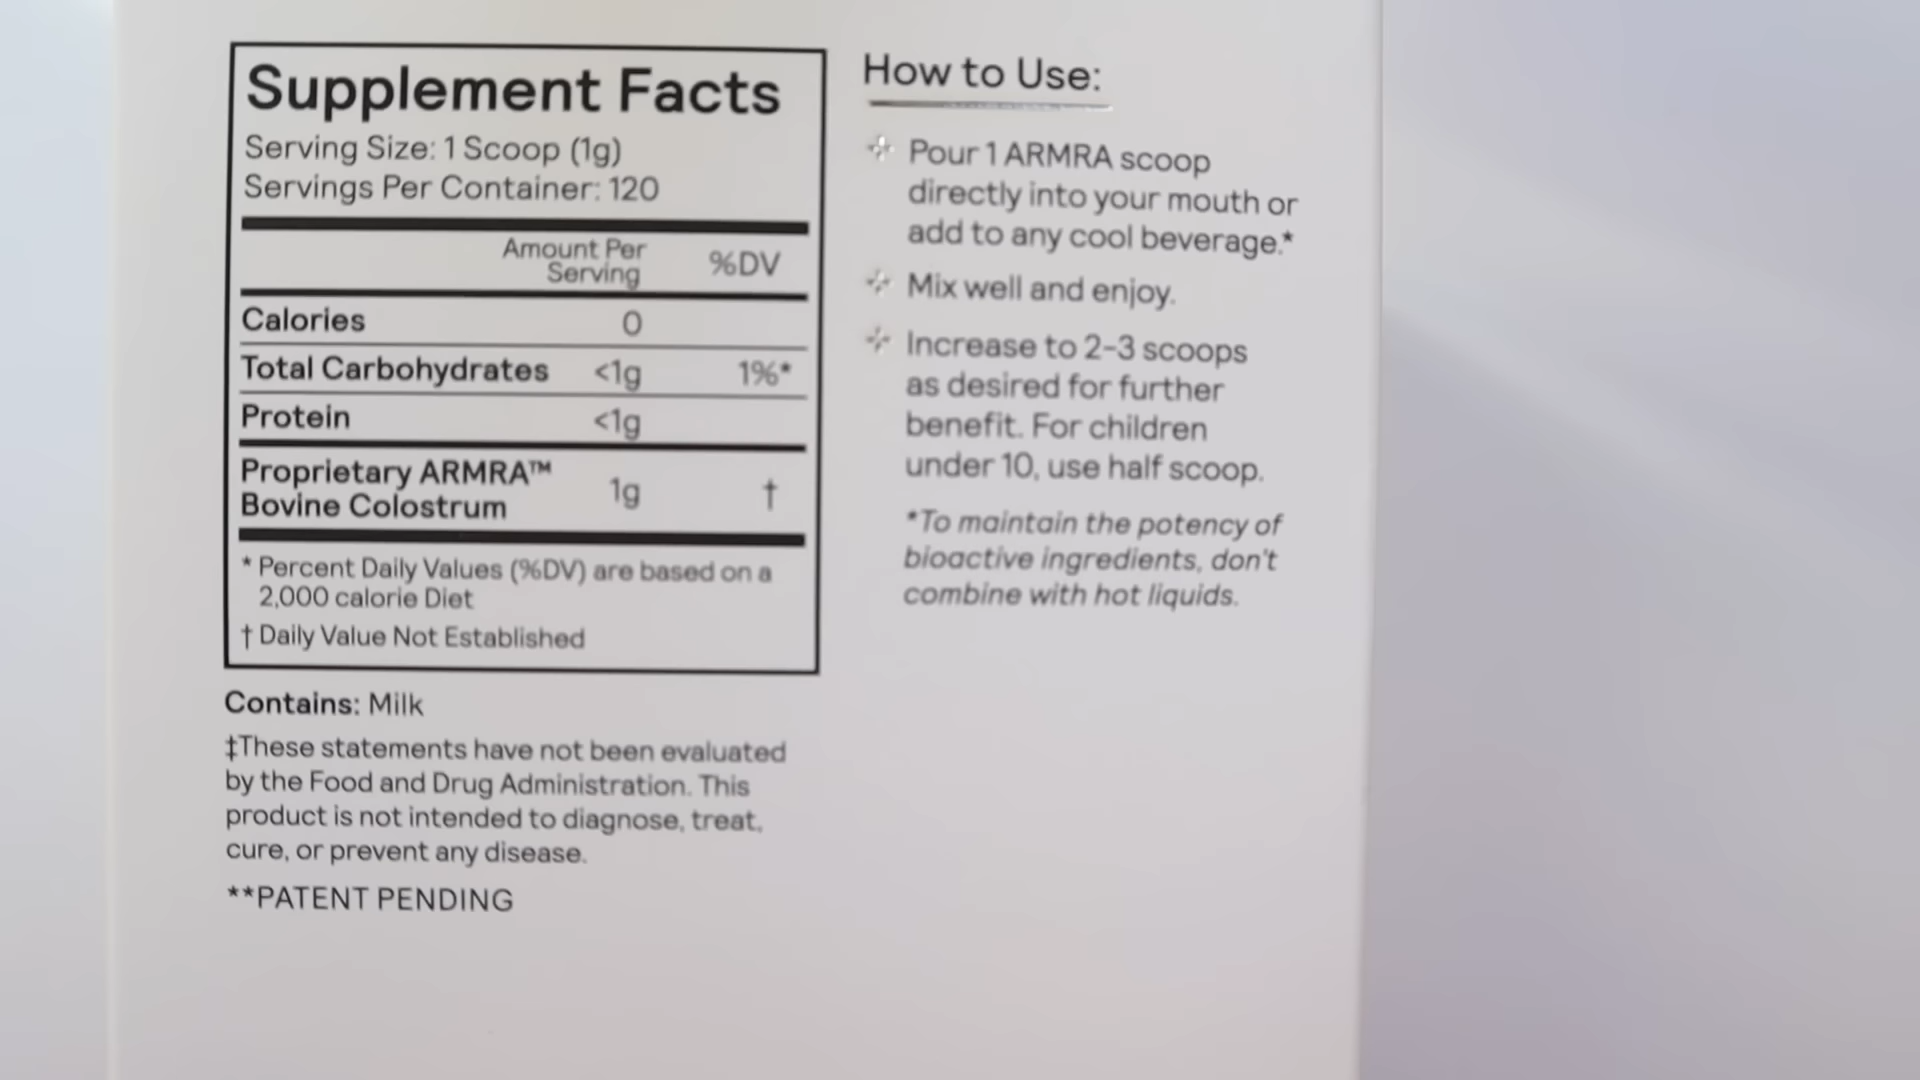 Supplement Facts
Serving Size: 1 Scoop (1g)
Servings Per Container: 120
Amount Per
Serving
%DV
Calories 0
Total Carbohydrates <1g 1%*
Protein <1g
Proprietary ARMRA™
Bovine Colostrum 1g †
* Percent Daily Values (%DV) are based on a
2,000 calorie Diet
† Daily Value Not Established
Contains: Milk
‡These statements have not been evaluated
by the Food and Drug Administration. This
product is not intended to diagnose, treat,
cure, or prevent any disease.
**PATENT PENDING
How to Use:
Pour 1 ARMRA scoop
directly into your mouth or
add to any cool beverage.*
Mix well and enjoy.
Increase to 2-3 scoops
as desired for further
benefit. For children
under 10, use half scoop.
*To maintain the potency of
bioactive ingredients, don't
combine with hot liquids.